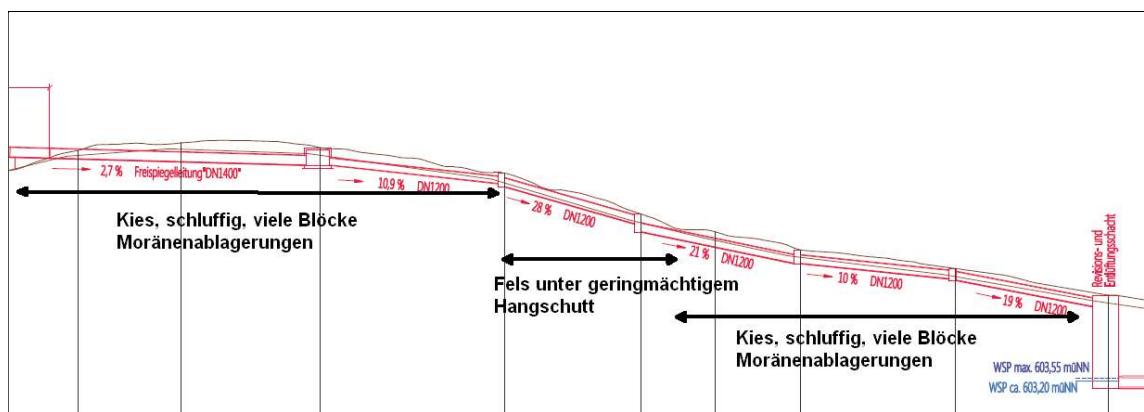 2,7 % Freispiegelleitung"DN1400"
10,9 % DN1200
Kies, schluffig, viele Blöcke
Moränenablagerungen
28 % DN1200
21 % DN1200
Fels unter geringmächtigem
Hangschutt
10 % DN1200
19 % DN1200
Kies, schluffig, viele Blöcke
Moränenablagerungen
Revisions- und
Entlüftungsschacht
WSP max. 603,55 müNN
WSP ca. 603,20 müNN